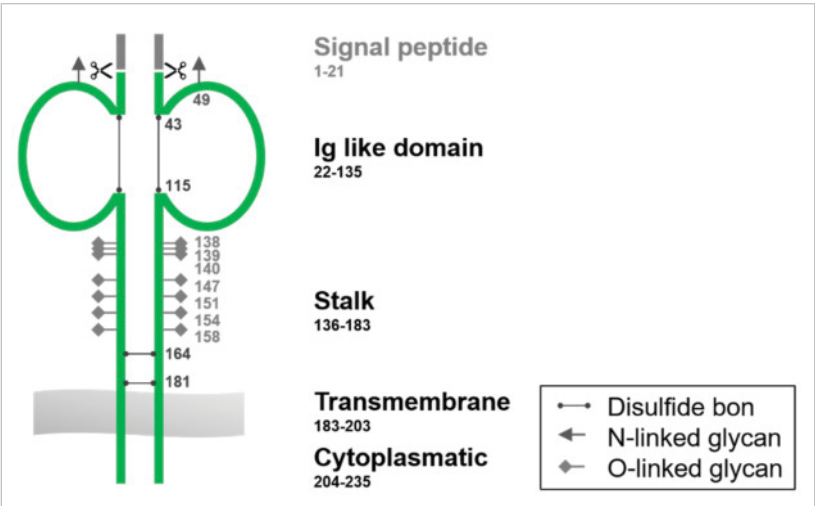 Signal peptide
1-21
49
43
Ig like domain
22-135
115
138
139
140
147
151
154
158
Stalk
136-183
164
181
Transmembrane
183-203
Cytoplasmatic
204-235
Disulfide bon
N-linked glycan
O-linked glycan